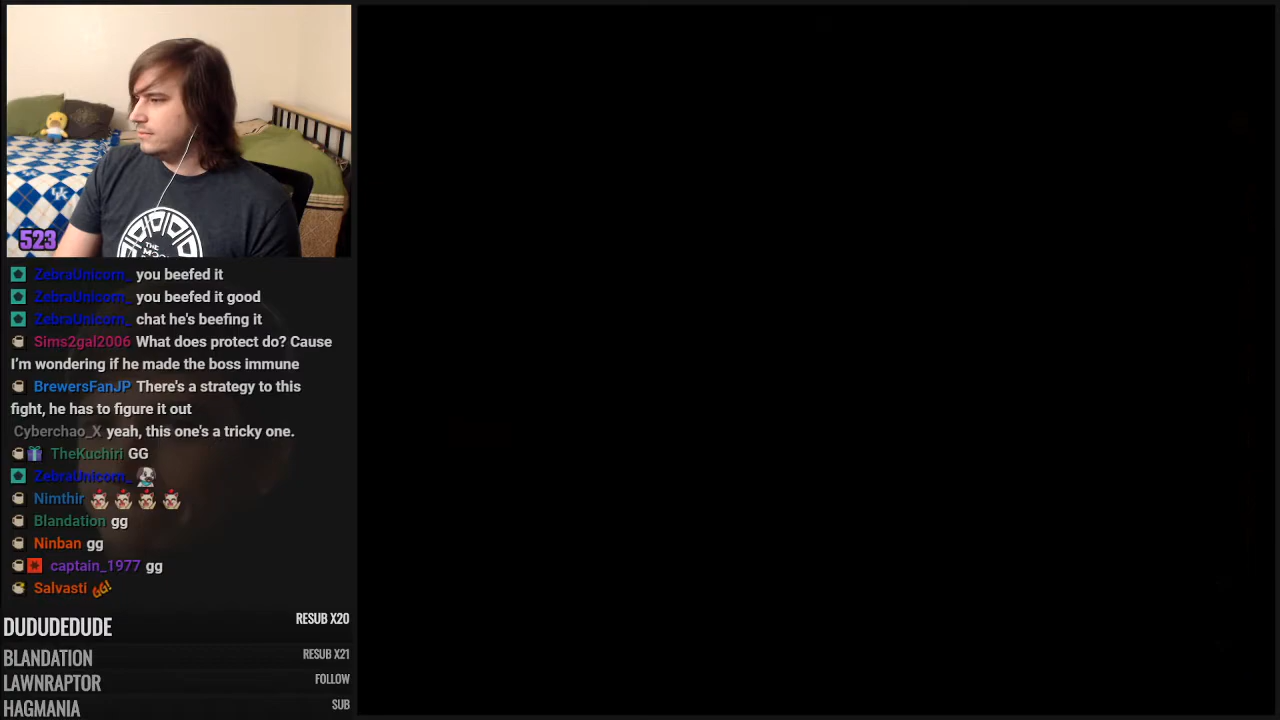 UK
THE
523
ZebraUnicorn_ you beefed it
ZebraUnicorn_ you beefed it good
ZebraUnicorn_ chat he's beefing it
Sims2gal2006 What does protect do? Cause
I'm wondering if he made the boss immune
BrewersFanJP There's a strategy to this
fight, he has to figure it out
Cyberchao_X yeah, this one's a tricky one.
TheKuchiri GG
ZebraUnicorn_
Nimthir
Blandation gg
Ninban gg
captain_1977 gg
Salvasti GG!
DUDUDEDUDE RESUB X20
BLANDATION RESUB X21
LAWNRAPTOR FOLLOW
HAGMANIA SUB